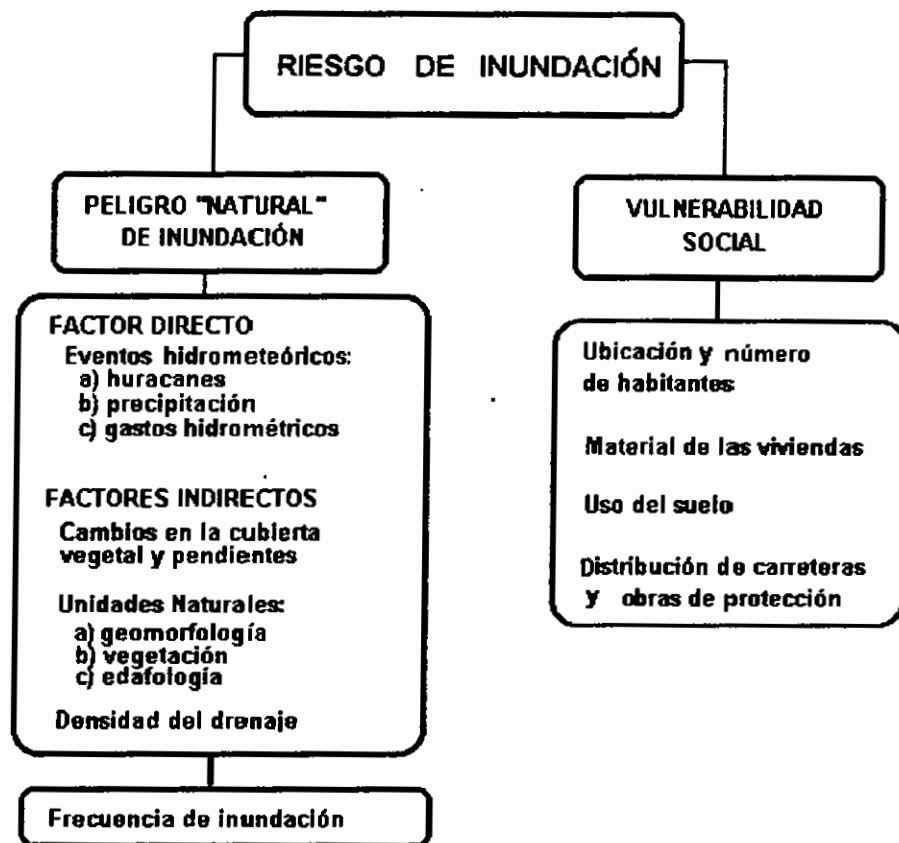 RIESGO DE INUNDACIÓN
PELIGRO "NATURAL"
DE INUNDACIÓN
FACTOR DIRECTO
Eventos hidrometeóricos:
a) huracanes
b) precipitación
c) gastos hidrométricos
FACTORES INDIRECTOS
Cambios en la cubierta
vegetal y pendientes
Unidades Naturales:
a) geomorfología
b) vegetación
c) edafología
Densidad del drenaje
Frecuencia de inundación
VULNERABILIDAD
SOCIAL
Ubicación y número
de habitantes
Material de las viviendas
Uso del suelo
Distribución de carreteras
y obras de protección